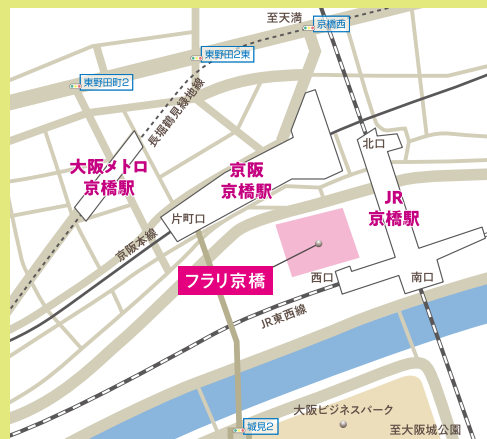 至天満
京橋西
東野田2東
東野田町2
長堀鶴見緑地線
北口
大阪メトロ
京橋駅
京阪
京橋駅
JR
京橋駅
片町口
京阪本線
フラリ京橋
西口
南口
JR東西線
大阪ビジネスパーク
城見2
至大阪城公園